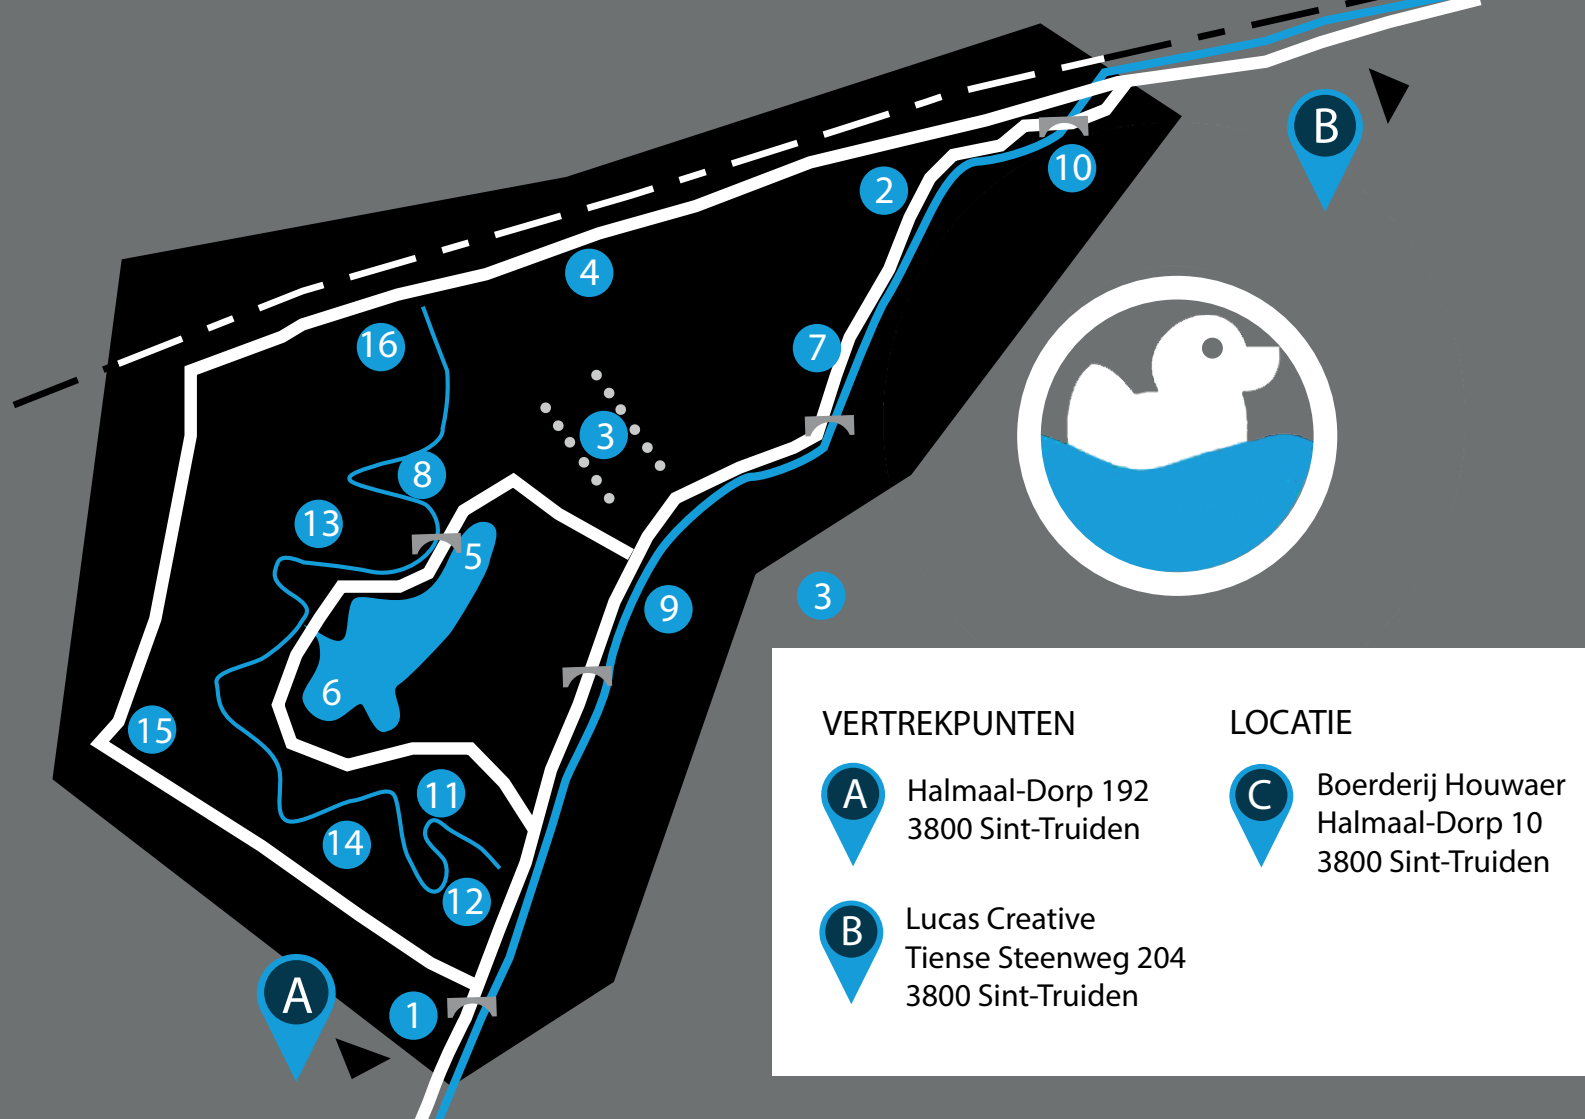 B
10
2
4
16
7
3
8
13
5
9
3
6
15
11
14
12
A
1
VERTREKPUNTEN
A
Halmaal-Dorp 192
3800 Sint-Truiden
B
Lucas Creative
Tiense Steenweg 204
3800 Sint-Truiden
LOCATIE
C
Boerderij Houwaer
Halmaal-Dorp 10
3800 Sint-Truiden